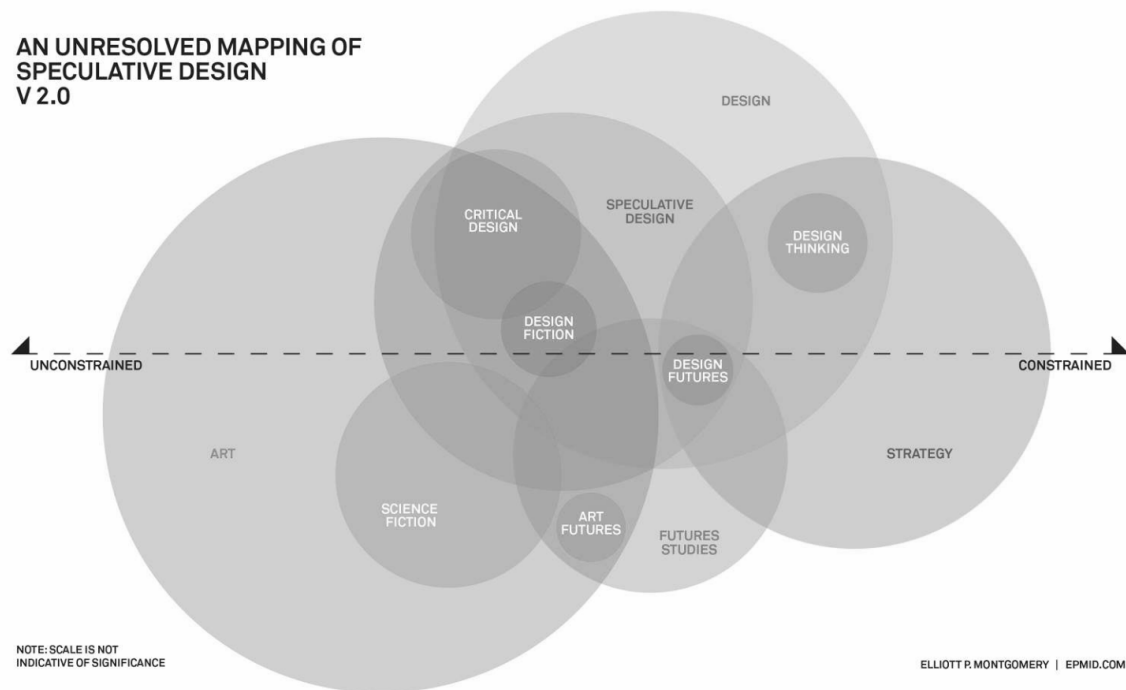 AN UNRESOLVED MAPPING OF
SPECULATIVE DESIGN
V 2.0
DESIGN
CRITICAL
DESIGN
SPECULATIVE
DESIGN
DESIGN
THINKING
DESIGN
FICTION
UNCONSTRAINED
DESIGN
FUTURES
CONSTRAINED
ART
STRATEGY
SCIENCE
FICTION
ART
FUTURES
FUTURES
STUDIES
NOTE: SCALE IS NOT
INDICATIVE OF SIGNIFICANCE
ELLIOTT P. MONTGOMERY | EPMID.COM